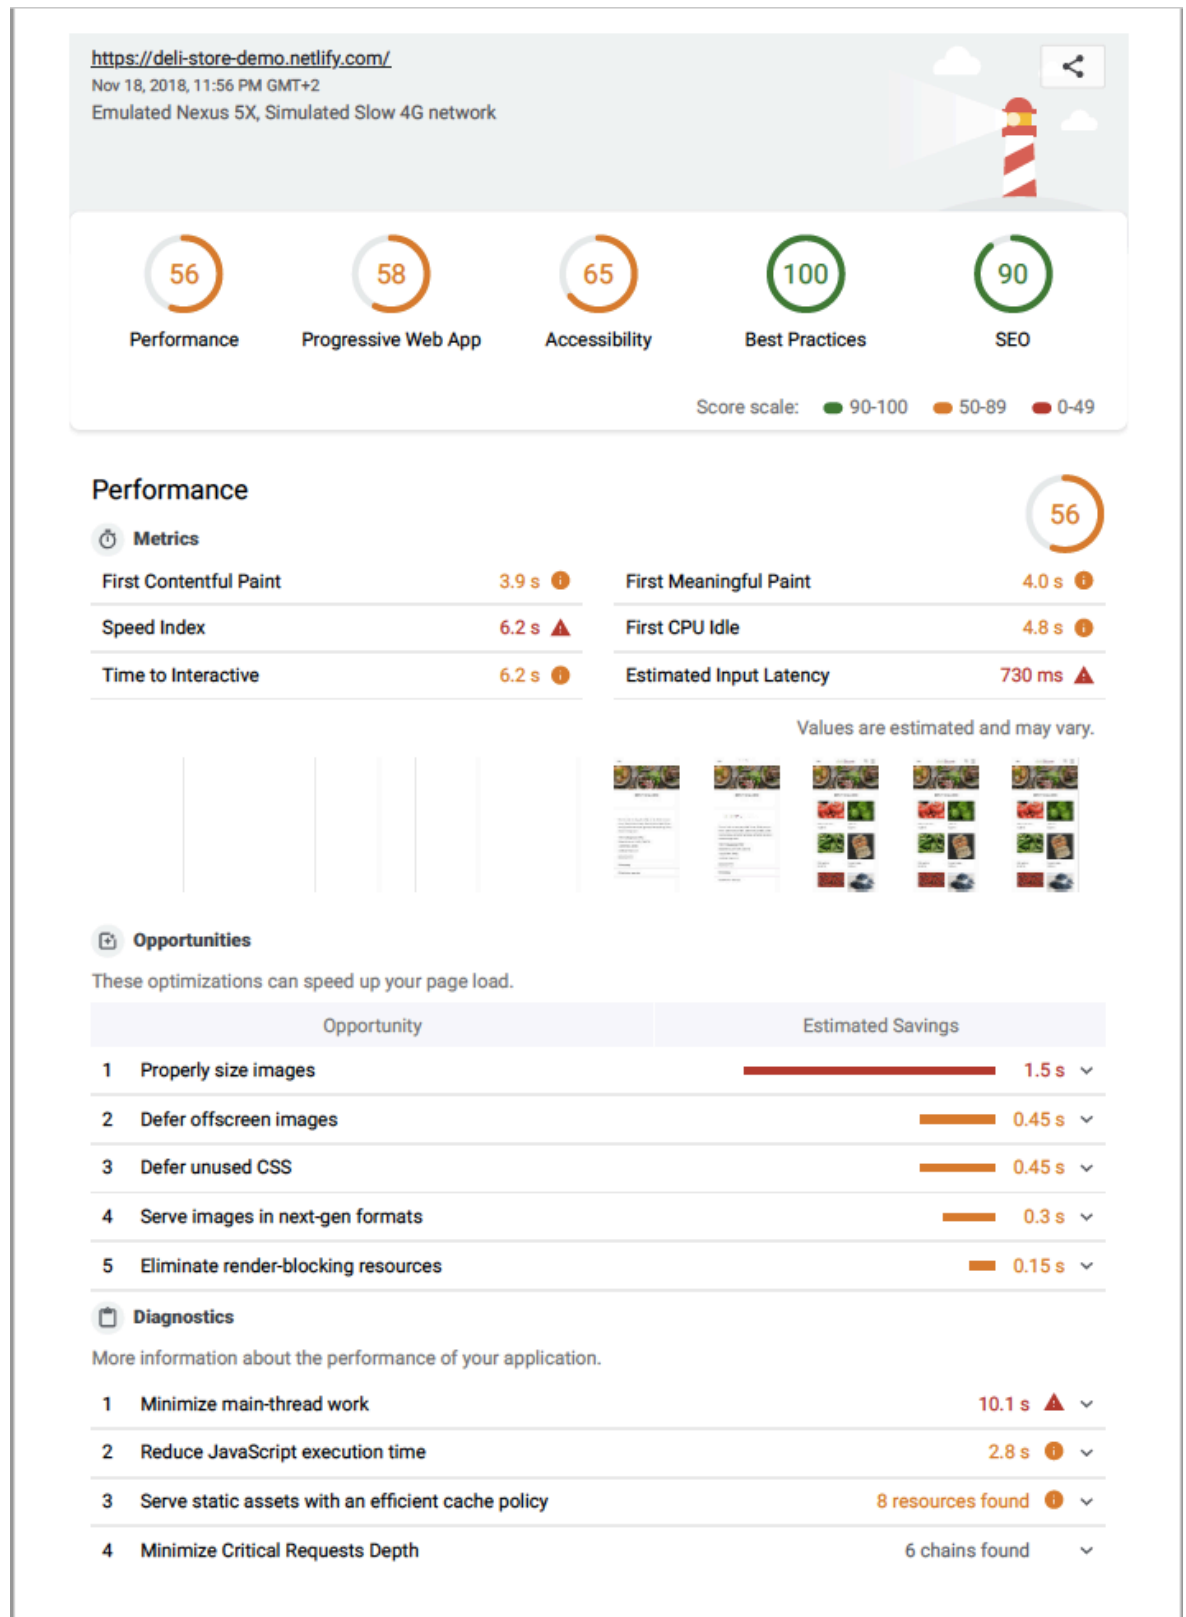 https://deli-store-demo.netlify.com/
Nov 18, 2018, 11:56 PM GMT+2
Emulated Nexus 5X, Simulated Slow 4G network
56 58 65 100 90
Performance Progressive Web App Accessibility Best Practices SEO
Score scale: 90-100 50-89 0-49
Performance
56
Metrics
First Contentful Paint 3.9 s First Meaningful Paint 4.0 s
Speed Index 6.2 s First CPU Idle 4.8 s
Time to Interactive 6.2 s Estimated Input Latency 730 ms
Values are estimated and may vary.
Opportunities
These optimizations can speed up your page load.
Opportunity Estimated Savings
1 Properly size images 1.5 s
2 Defer offscreen images 0.45 s
3 Defer unused CSS 0.45 s
4 Serve images in next-gen formats 0.3 s
5 Eliminate render-blocking resources 0.15 s
Diagnostics
More information about the performance of your application.
1 Minimize main-thread work 10.1 s
2 Reduce JavaScript execution time 2.8 s
3 Serve static assets with an efficient cache policy 8 resources found
4 Minimize Critical Requests Depth 6 chains found